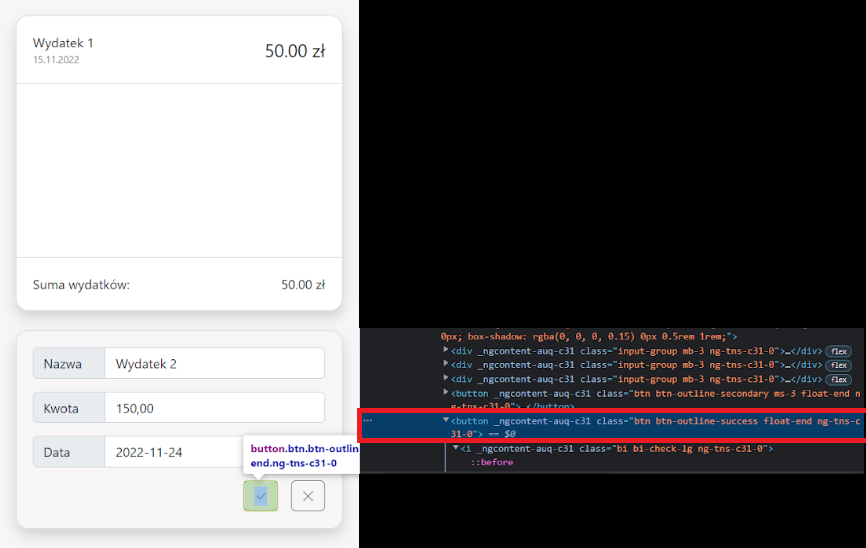 Wydatek 1
15.11.2022
50.00 zł
Suma wydatków:
50.00 zł
Nazwa
Wydatek 2
Kwota
150,00
Data
2022-11-24
button.btn.btn-outlin
end.ng-tns-c31-0
0px; box-shadow: rgba(0, 0, 0, 0.15) 0px 0.5rem 1rem;">
<div _ngcontent-auq-c31 class="input-group mb-3 ng-tns-c31-0">…</div> flex
<div _ngcontent-auq-c31 class="input-group mb-3 ng-tns-c31-0">…</div> flex
<div _ngcontent-auq-c31 class="input-group mb-3 ng-tns-c31-0">…</div> flex
<button _ngcontent-auq-c31 class="btn btn-outline-secondary ms-3 float-end n
g-tns-c31-0"> </button>
<button _ngcontent-auq-c31 class="btn btn-outline-success float-end ng-tns-c
31-0"> == $0
<i _ngcontent-auq-c31 class="bi bi-check-lg ng-tns-c31-0">
::before